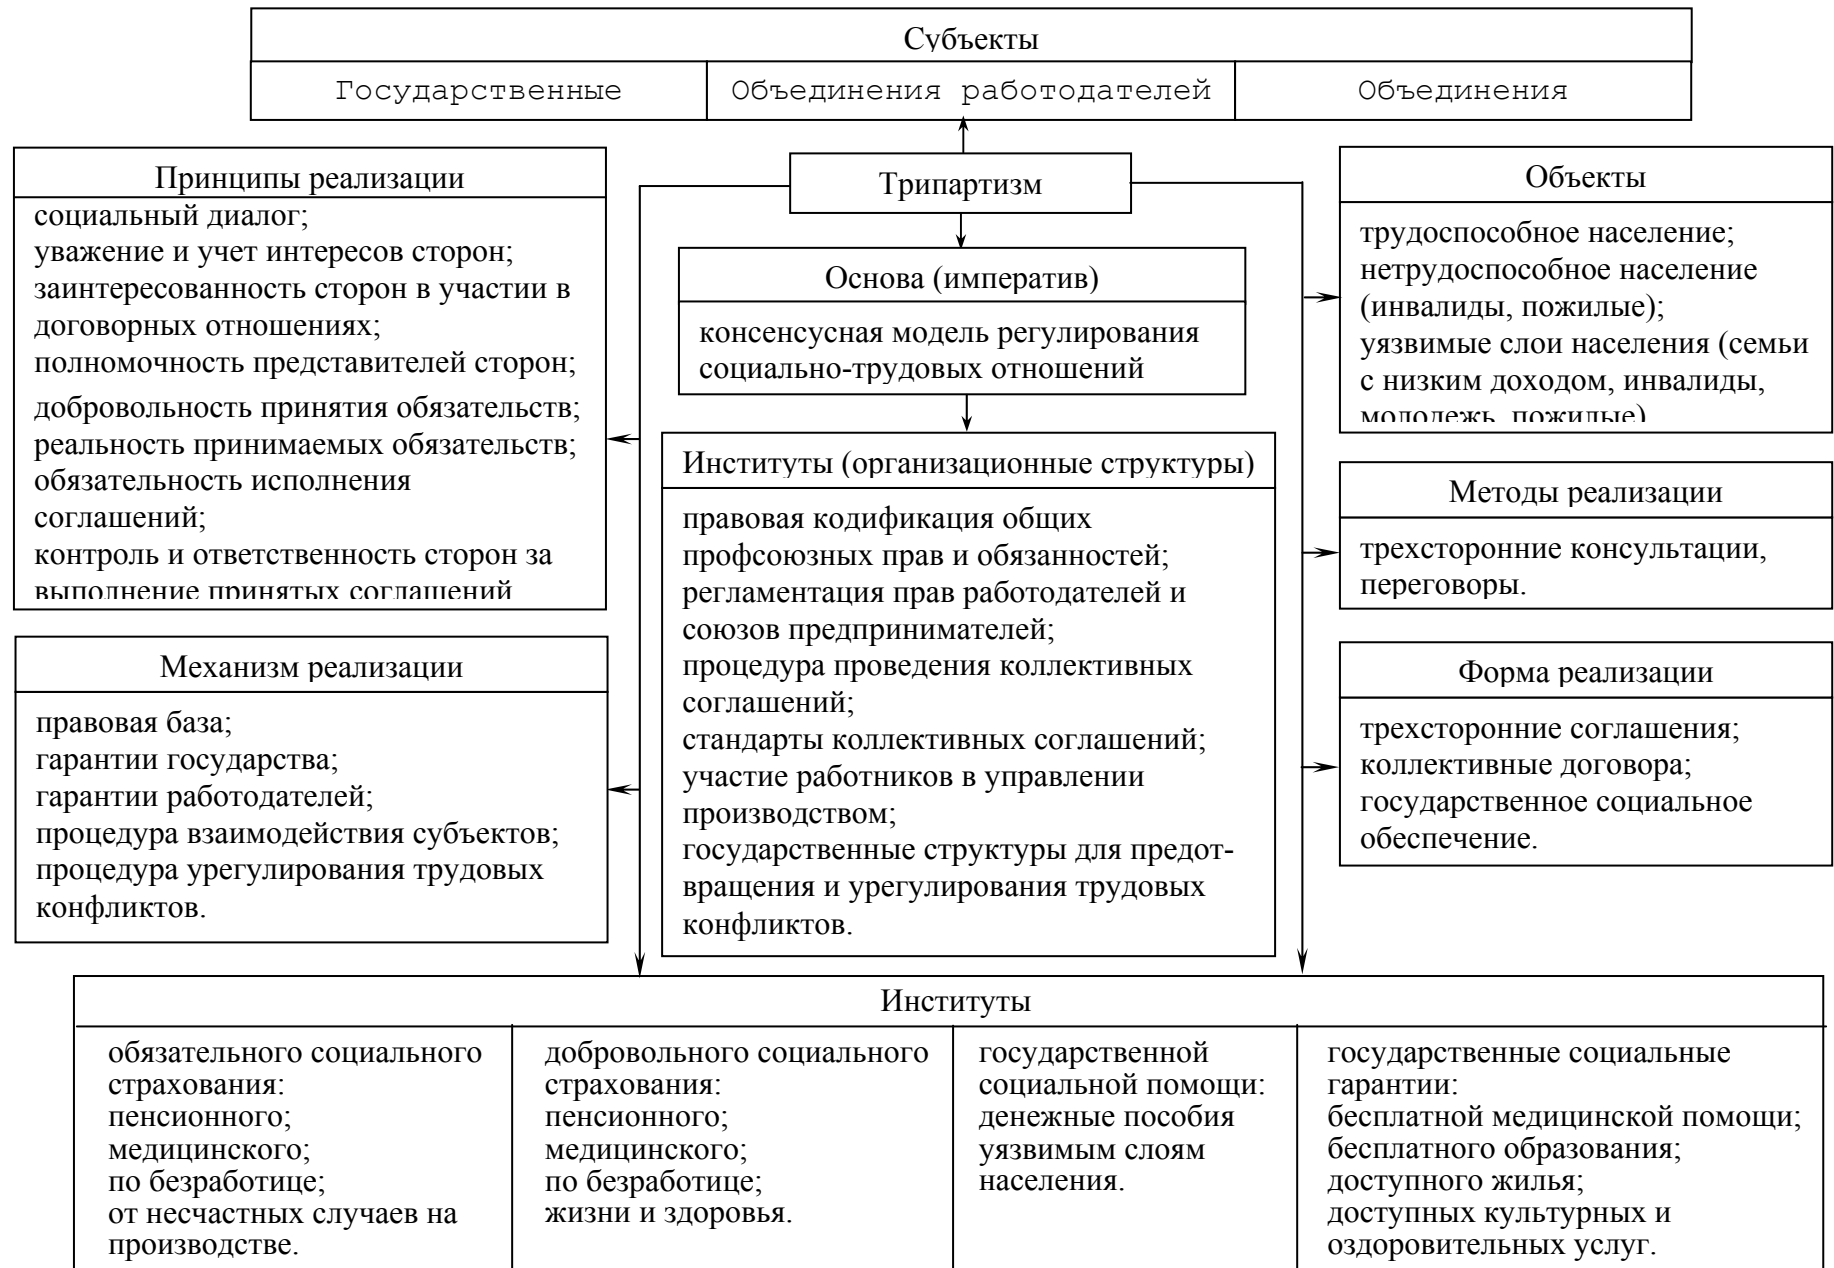 Субъекты
Государственные
Объединения работодателей
Объединения
Трипартизм
Принципы реализации
социальный диалог;
уважение и учет интересов сторон;
заинтересованность сторон в участии в
договорных отношениях;
полномочность представителей сторон;
добровольность принятия обязательств;
реальность принимаемых обязательств;
обязательность исполнения
соглашений;
контроль и ответственность сторон за
выполнение принятых соглашений
Механизм реализации
правовая база;
гарантии государства;
гарантии работодателей;
процедура взаимодействия субъектов;
процедура урегулирования трудовых
конфликтов.
Основа (императив)
консенсусная модель регулирования
социально-трудовых отношений
Институты (организационные структуры)
правовая кодификация общих
профсоюзных прав и обязанностей;
регламентация прав работодателей и
союзов предпринимателей;
процедура проведения коллективных
соглашений;
стандарты коллективных соглашений;
участие работников в управлении
производством;
государственные структуры для предот-
вращения и урегулирования трудовых
конфликтов.
Объекты
трудоспособное население;
нетрудоспособное население
(инвалиды, пожилые);
уязвимые слои населения (семьи
с низким доходом, инвалиды,
молодежь, пожилые)
Методы реализации
трехсторонние консультации,
переговоры.
Форма реализации
трехсторонние соглашения;
коллективные договора;
государственное социальное
обеспечение.
Институты
обязательного социального
страхования:
пенсионного;
медицинского;
по безработице;
от несчастных случаев на
производстве.
добровольного социального
страхования:
пенсионного;
медицинского;
по безработице;
жизни и здоровья.
государственной
социальной помощи:
денежные пособия
уязвимым слоям
населения.
государственные социальные
гарантии:
бесплатной медицинской помощи;
бесплатного образования;
доступного жилья;
доступных культурных и
оздоровительных услуг.